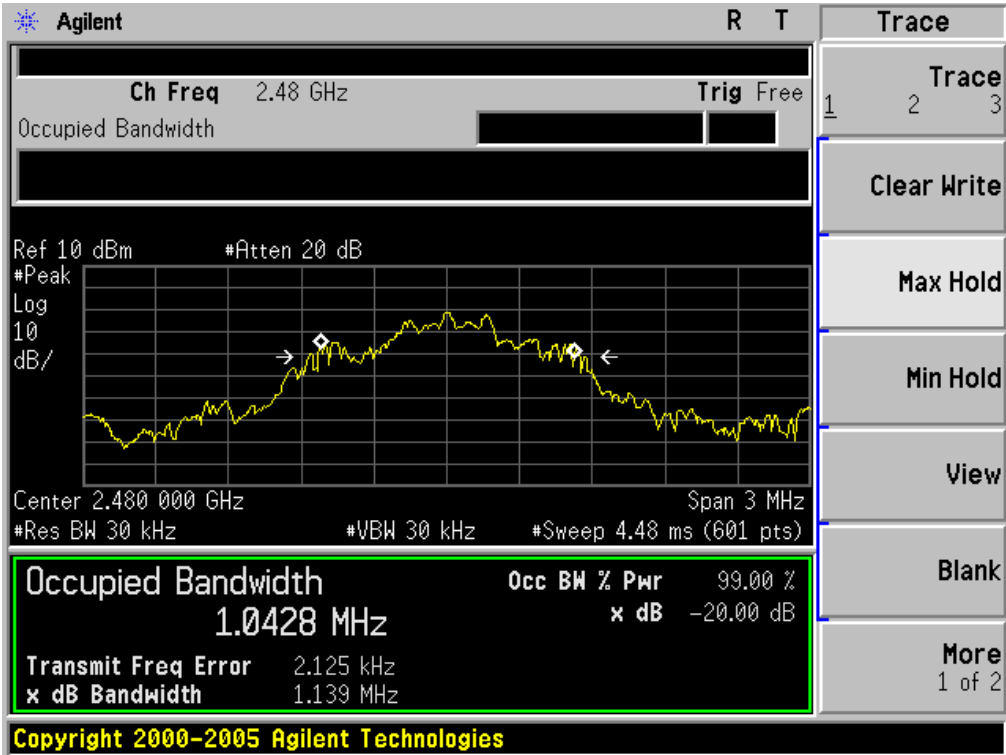 Agilent R T Trace
Ch Freq 2.48 GHz Trig Free
Occupied Bandwidth
Trace
1 2 3
Clear Write
Max Hold
Min Hold
View
Blank
More
1 of 2
Ref 10 dBm #Atten 20 dB
#Peak
Log
10
dB/
Center 2.480 000 GHz Span 3 MHz
#Res BW 30 kHz #VBW 30 kHz #Sweep 4.48 ms (601 pts)
Occupied Bandwidth
1.0428 MHz
Occ BW % Pwr 99.00 %
x dB -20.00 dB
Transmit Freq Error 2.125 kHz
x dB Bandwidth 1.139 MHz
Copyright 2000-2005 Agilent Technologies